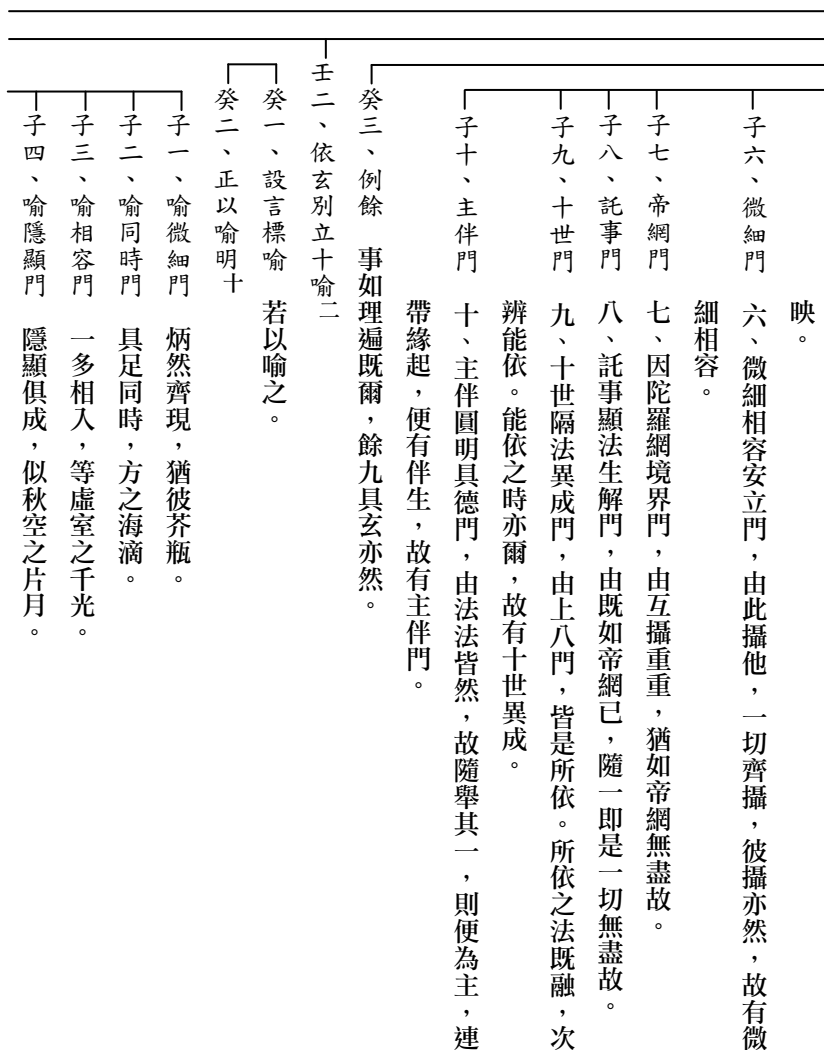 映。
子六、微細門　六、微細相容安立門，由此攝他，一切齊攝，彼攝亦然，故有微
細相容。
子七、帝網門　七、因陀羅網境界門，由互攝重重，猶如帝網無盡故。
子八、託事門　八、託事顯法生解門，由既如帝網已，隨一即是一切無盡故。
子九、十世門　九、十世隔法異成門，由上八門，皆是所依。所依之法既融，次
辨能依。能依之時亦爾，故有十世異成。
子十、主伴門　十、主伴圓明具德門，由法法皆然，故隨舉其一，則便為主，連
帶緣起，便有伴生，故有主伴門。
癸三、例餘　事如理遍既爾，餘九具玄亦然。
壬二、依玄別立十喻二
癸一、設言標喻　若以喻之。
癸二、正以喻明十
子一、喻微細門　炳然齊現，猶彼芥瓶。
子二、喻同時門　具足同時，方之海滴。
子三、喻相容門　一多相入，等虛室之千光。
子四、喻隱顯門　隱顯俱成，似秋空之片月。